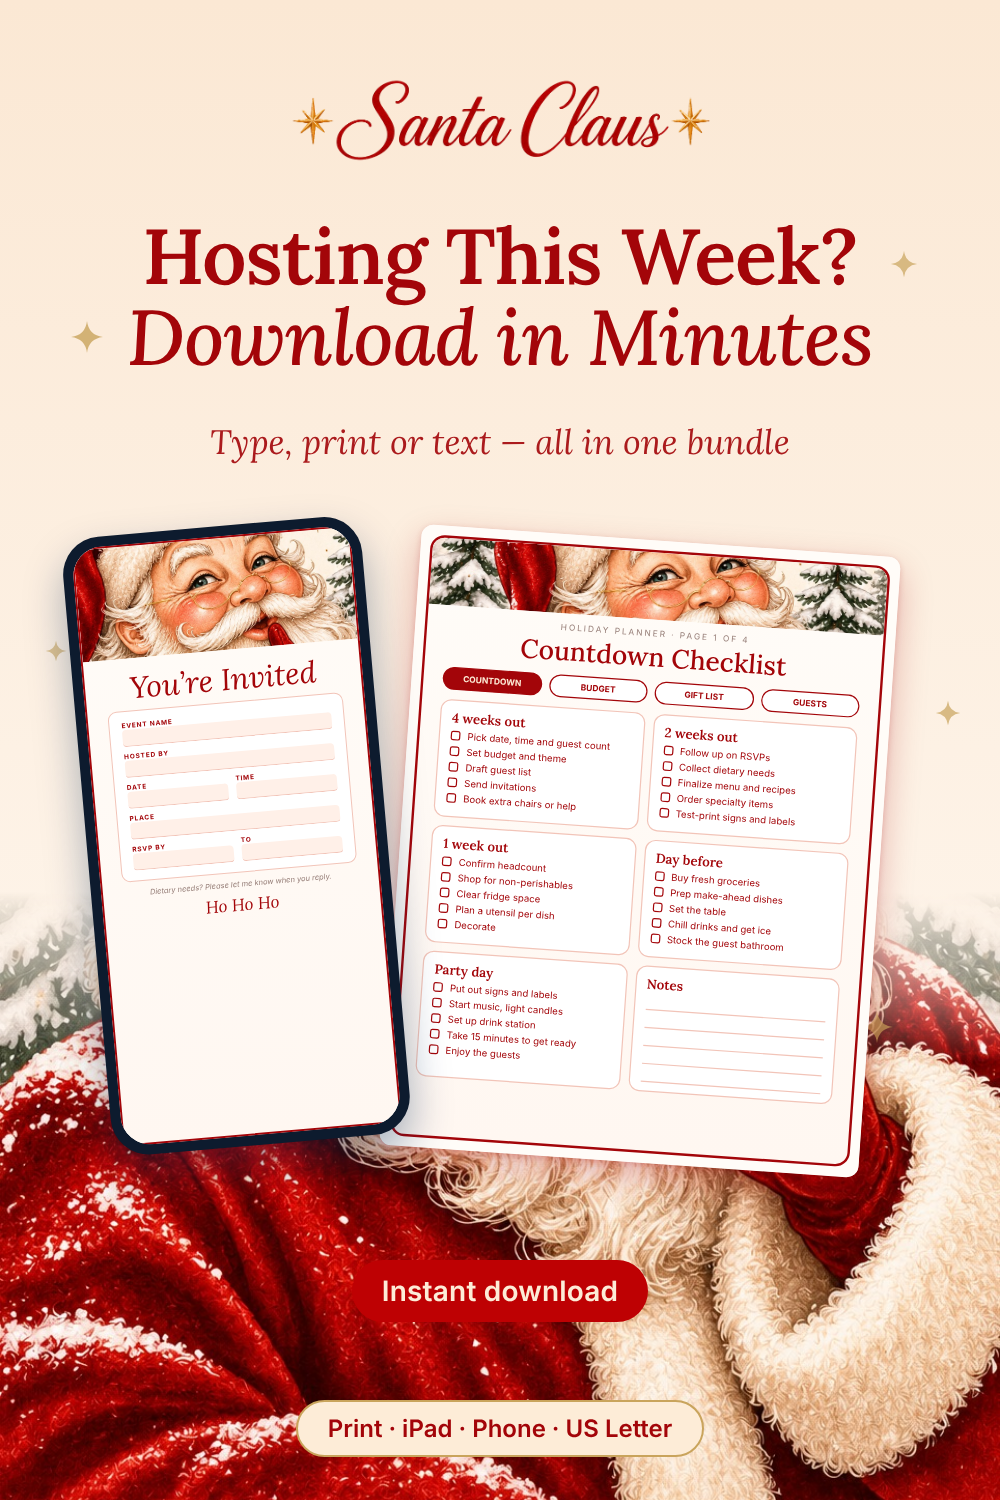 Santa Claus
Hosting This Week?
Download in Minutes
Type, print or text — all in one bundle
You're Invited
EVENT NAME
HOSTED BY
DATE
TIME
PLACE
RSVP BY
TO
Dietary needs? Please let me know when you reply.
Ho Ho Ho
HOLIDAY PLANNER · PAGE 1 OF 4
Countdown Checklist
COUNTDOWN
BUDGET
GIFT LIST
GUESTS
4 weeks out
Pick date, time and guest count
Set budget and theme
Draft guest list
Send invitations
Book extra chairs or help
2 weeks out
Follow up on RSVPs
Collect dietary needs
Finalize menu and recipes
Order specialty items
Test-print signs and labels
1 week out
Confirm headcount
Shop for non-perishables
Clear fridge space
Plan a utensil per dish
Decorate
Day before
Buy fresh groceries
Prep make-ahead dishes
Set the table
Chill drinks and get ice
Stock the guest bathroom
Party day
Put out signs and labels
Start music, light candles
Set up drink station
Take 15 minutes to get ready
Enjoy the guests
Notes
Instant download
Print · iPad · Phone · US Letter